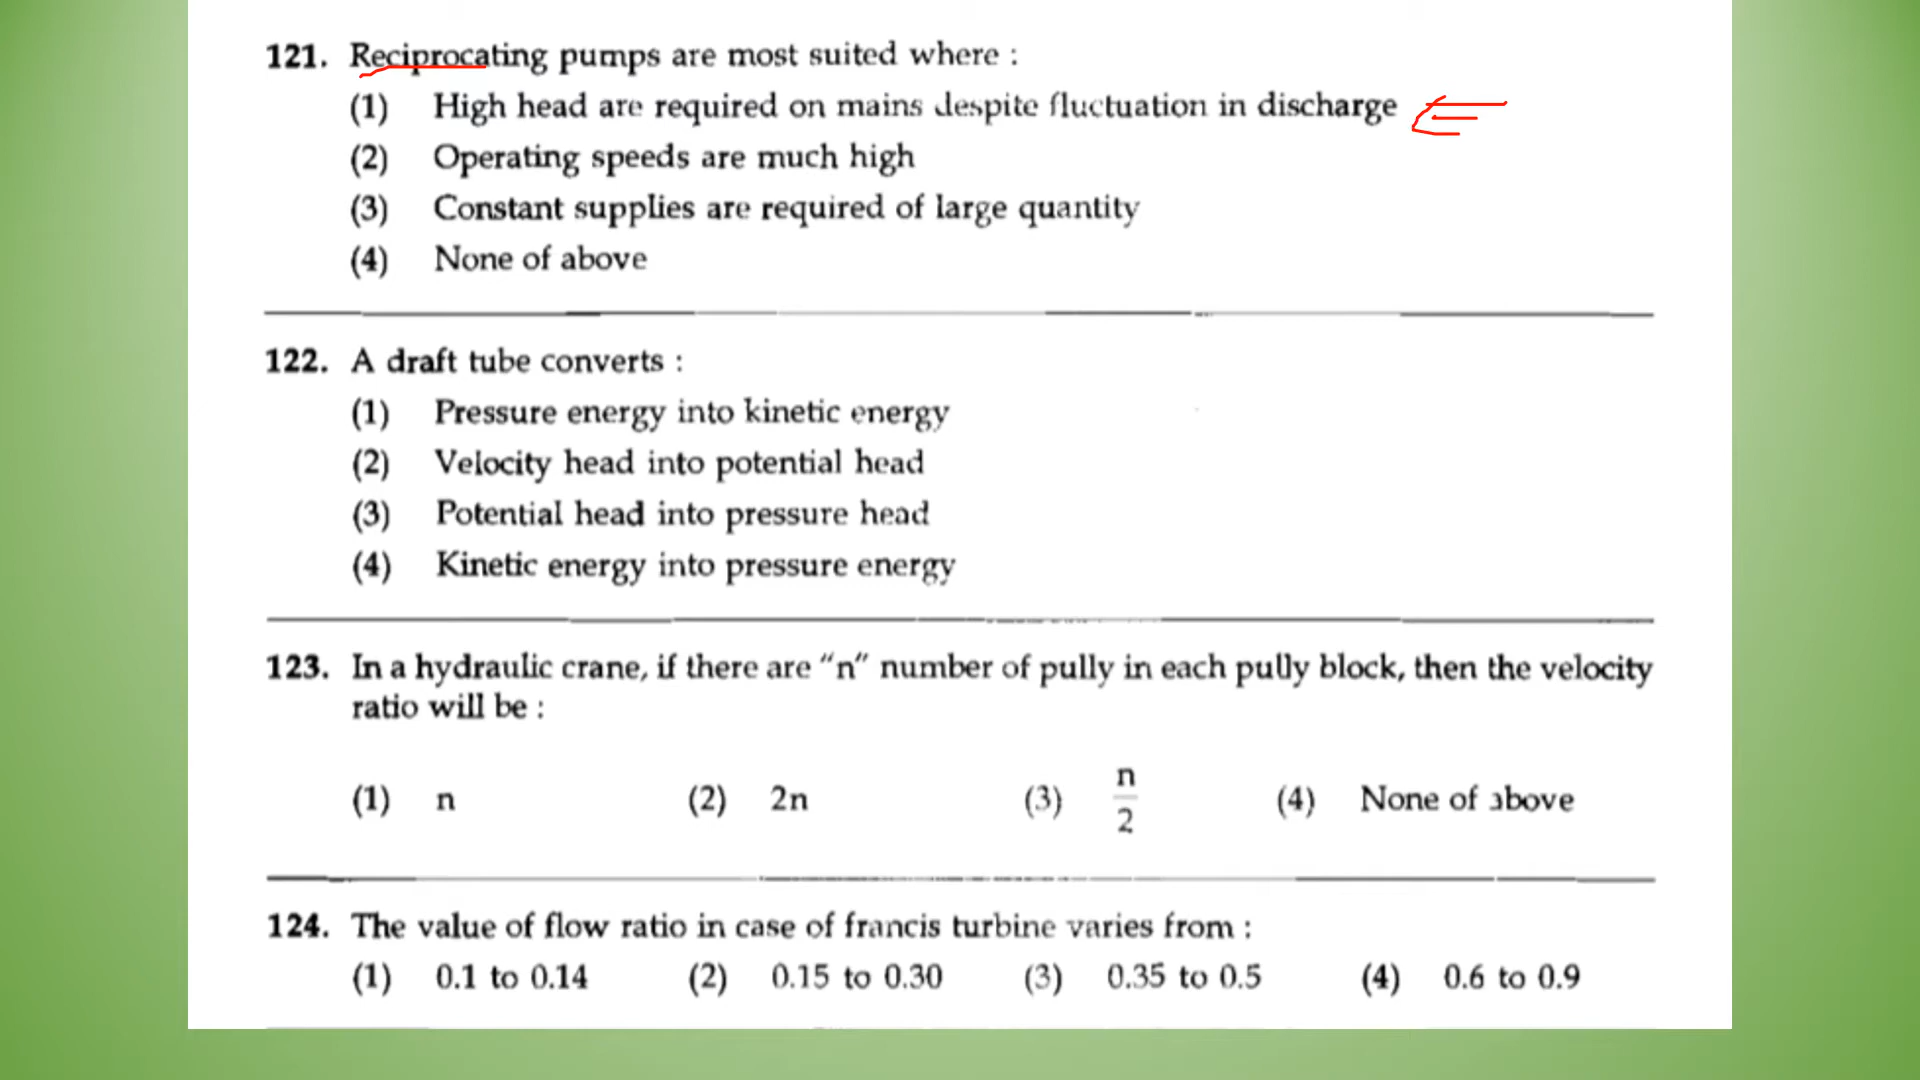 121. Reciprocating pumps are most suited where :
(1) High head are required on mains despite fluctuation in discharge
(2) Operating speeds are much high
(3) Constant supplies are required of large quantity
(4) None of above
122. A draft tube converts :
(1) Pressure energy into kinetic energy
(2) Velocity head into potential head
(3) Potential head into pressure head
(4) Kinetic energy into pressure energy
123. In a hydraulic crane, if there are "n" number of pully in each pully block, then the velocity
ratio will be :
(1) n (2) 2n (3) n/2 (4) None of above
124. The value of flow ratio in case of francis turbine varies from :
(1) 0.1 to 0.14 (2) 0.15 to 0.30 (3) 0.35 to 0.5 (4) 0.6 to 0.9